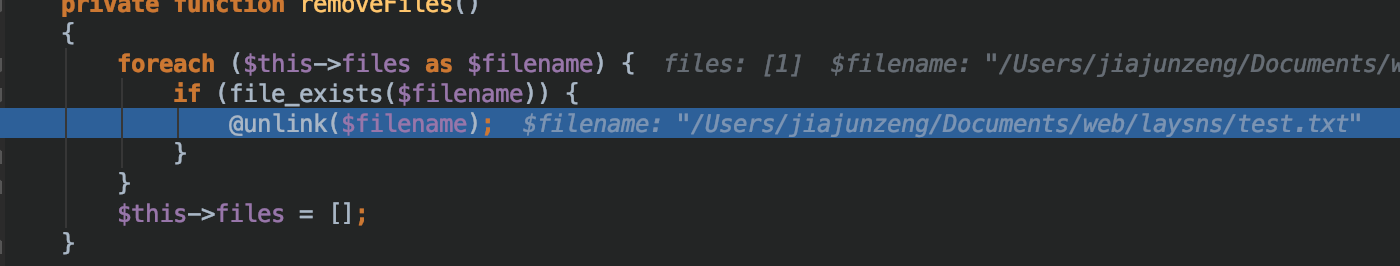 private function removeFiles()
{
foreach ($this->files as $filename) { files: [1] $filename: "/Users/jiajunzeng/Documents/w
if (file_exists($filename)) {
@unlink($filename); $filename: "/Users/jiajunzeng/Documents/web/laysns/test.txt"
}
}
$this->files = [];
}